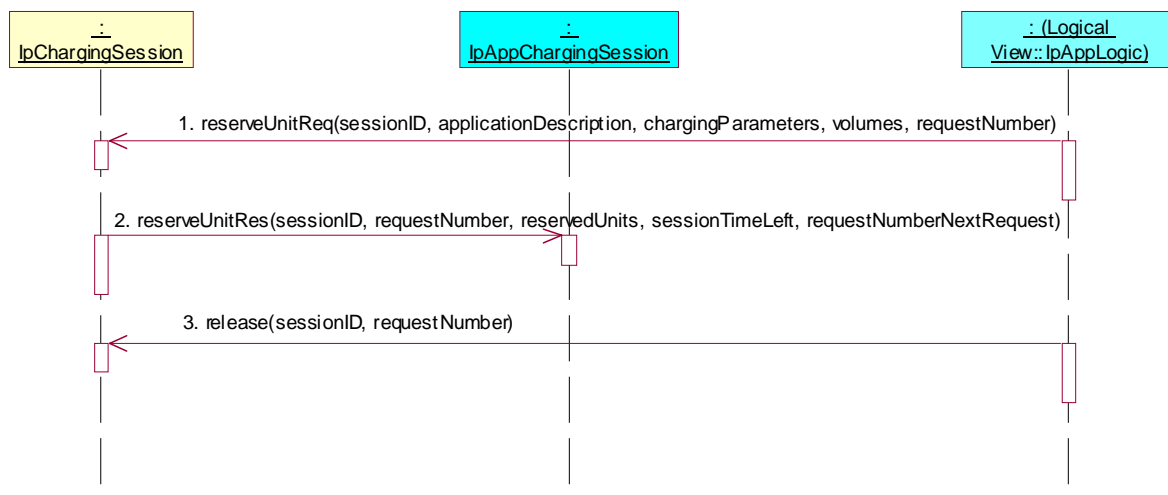 :
IpChargingSession
:
IpAppChargingSession
: (Logical
View::IpAppLogic)
1. reserveUnitReq(sessionID, applicationDescription, chargingParameters, volumes, requestNumber)
2. reserveUnitRes(sessionID, requestNumber, reservedUnits, sessionTimeLeft, requestNumberNextRequest)
3. release(sessionID, requestNumber)